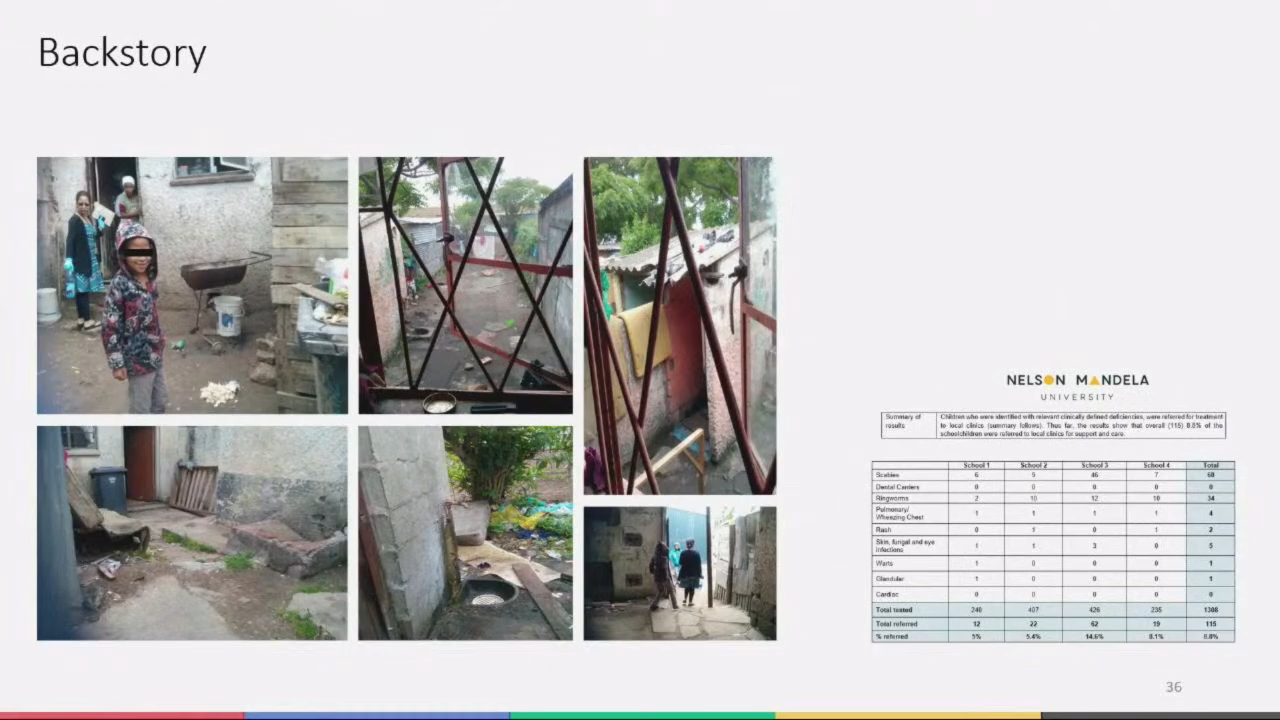 Backstory
NELSON MANDELA
UNIVERSITY
Summary of results
Children who were identified with relevant clinically defined deficiencies, were referred for treatment
to local clinics (summary follows). Thus far, the results show that overall (115) 8.8% of the
schoolchildren were referred to local clinics for support and care.
School 1 School 2 School 3 School 4 Total
Scabies 6 9 46 7 68
Dental Canters 0 0 0 0 0
Ringworms 2 10 12 10 34
Pulmonary/ Wheezing Chest 1 1 1 1 4
Rash 0 1 0 1 2
Skin, fungal and eye infections 1 1 3 0 5
Warts 1 0 0 0 1
Glandular 1 0 0 0 1
Cardiac 0 0 0 0 0
Total tested 240 407 426 235 1308
Total referred 12 22 62 19 115
% referred 5% 5.4% 14.6% 8.1% 8.8%
36